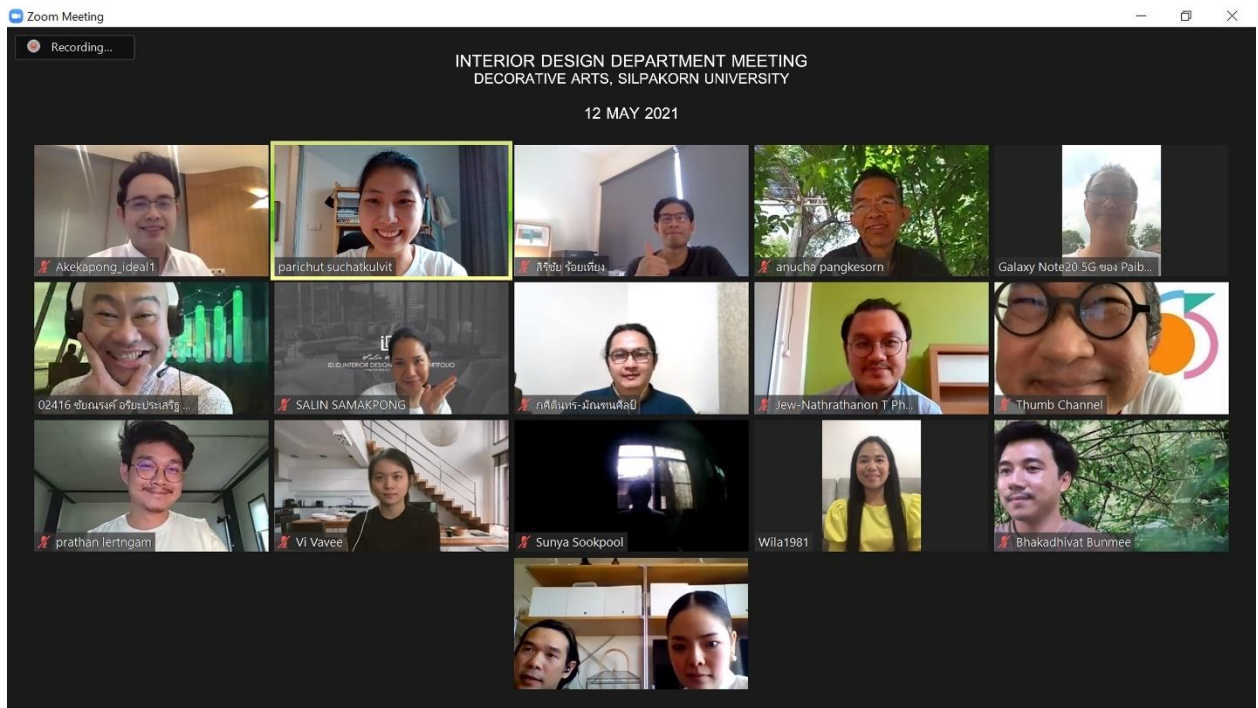 Zoom Meeting
Recording...
INTERIOR DESIGN DEPARTMENT MEETING
DECORATIVE ARTS, SILPAKORN UNIVERSITY
12 MAY 2021
Akekapong_ideal1
parichut suchatkulvit
สิริชัย ร้อยเที่ยง
anucha pangkesorn
Galaxy Note20 5G ของ Paib...
02416 ชัยณรงค์ อริยะประเสริฐ ...
ID.ID.INTERIOR DESIGN
SALIN SAMAKPONG
กศิตินทร-มัณฑนศิลป์
Jew-Nathrathanon T Ph...
Thumb Channel
prathan lertngam
Vi Vavee
Sunya Sookpool
Wila1981
Bhakadhivat Bunmee